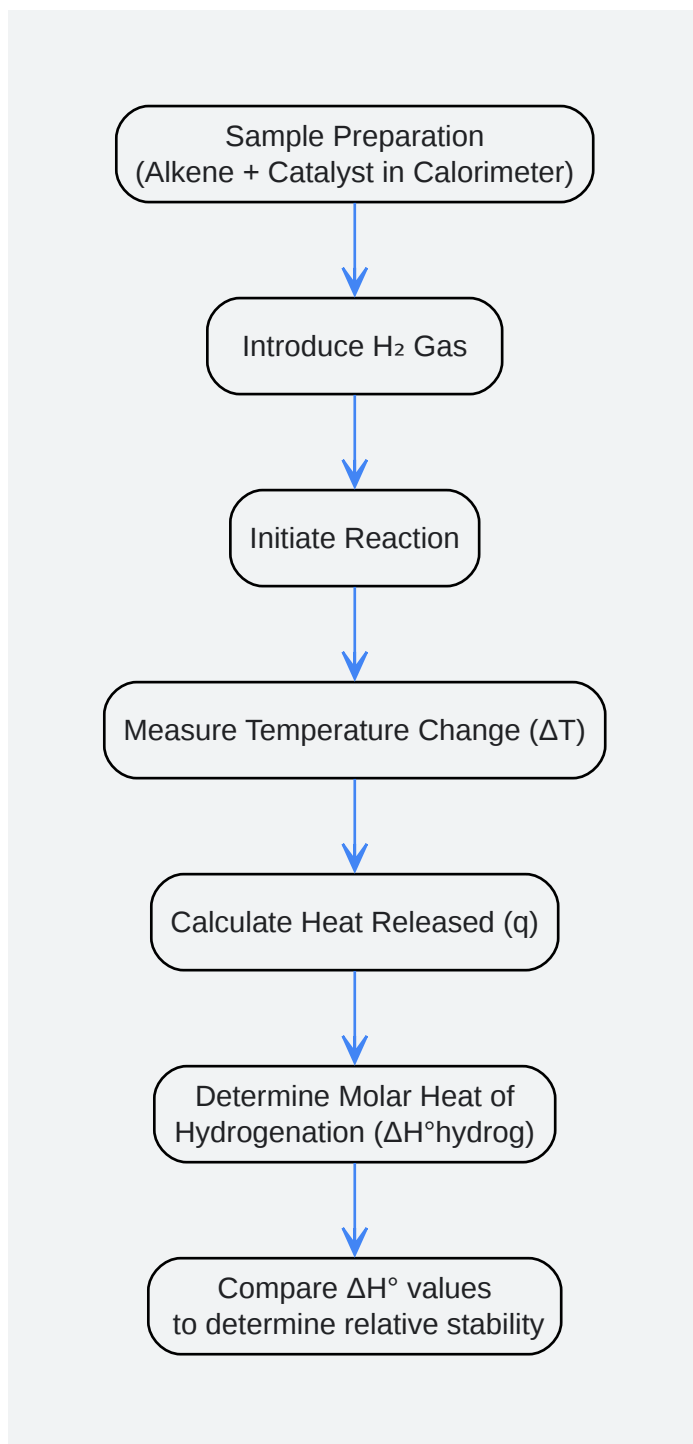 Sample Preparation
(Alkene + Catalyst in Calorimeter)
Introduce H₂ Gas
Initiate Reaction
Measure Temperature Change (ΔT)
Calculate Heat Released (q)
Determine Molar Heat of
Hydrogenation (ΔH°hydrog)
Compare ΔH° values
to determine relative stability